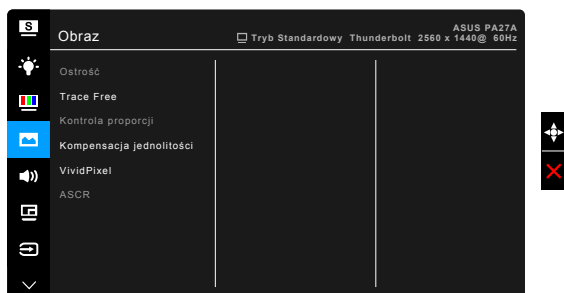 S
ASUS PA27A
Obraz
Tryb Standardowy Thunderbolt 2560 x 1440@ 60Hz
Ostrość
Trace Free
Kontrola proporcji
Kompensacja jednolitości
VividPixel
ASCR